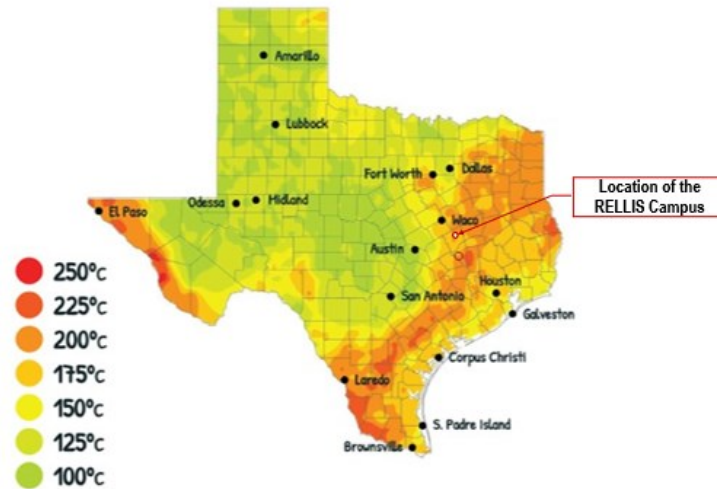 Amarillo
Lubbock
Fort Worth
Dallas
Location of the
RELLIS Campus
El Paso
Odessa
Midland
Waco
Austin
San Antonio
Houston
Galveston
Corpus Christi
Laredo
S. Padre Island
Brownsville
250°C
225°C
200°C
175°C
150°C
125°C
100°C